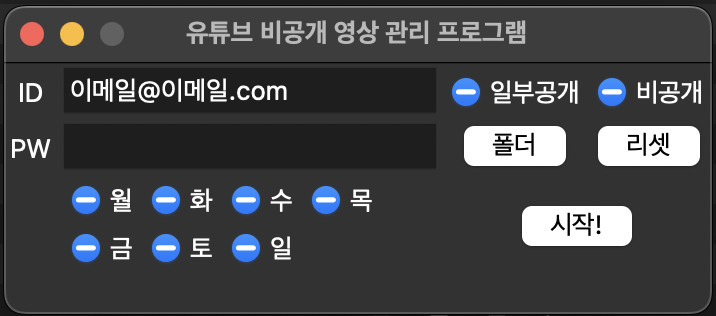 유튜브 비공개 영상 관리 프로그램
ID 이메일@이메일.com 일부공개 비공개
PW 폴더 리셋
월 화 수 목
시작!
금 토 일